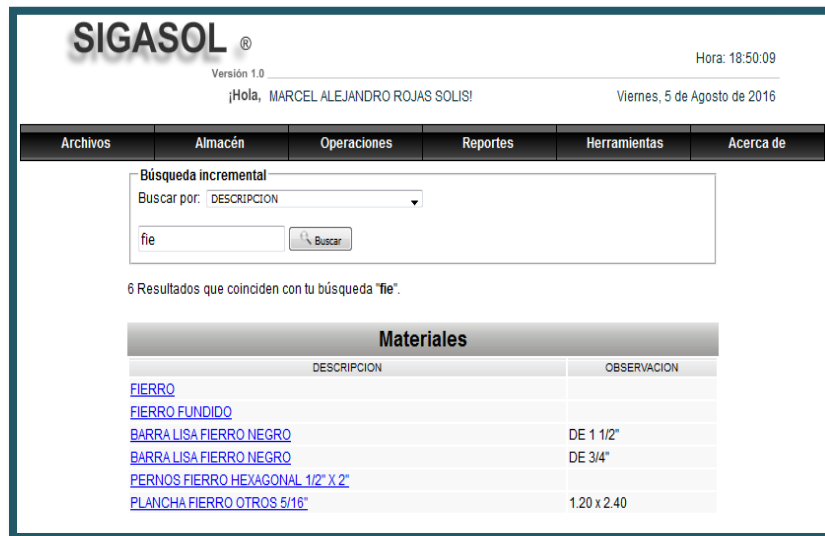 SIGASOL ®
Versión 1.0
Hora: 18:50:09
¡Hola, MARCEL ALEJANDRO ROJAS SOLIS!
Viernes, 5 de Agosto de 2016
Archivos Almacén Operaciones Reportes Herramientas Acerca de
Búsqueda incremental
Buscar por: DESCRIPCION
fie Buscar
6 Resultados que coinciden con tu búsqueda "fie".
Materiales
DESCRIPCION OBSERVACION
FIERRO
FIERRO FUNDIDO
BARRA LISA FIERRO NEGRO DE 1 1/2"
BARRA LISA FIERRO NEGRO DE 3/4"
PERNOS FIERRO HEXAGONAL 1/2" X 2"
PLANCHA FIERRO OTROS 5/16" 1.20 x 2.40